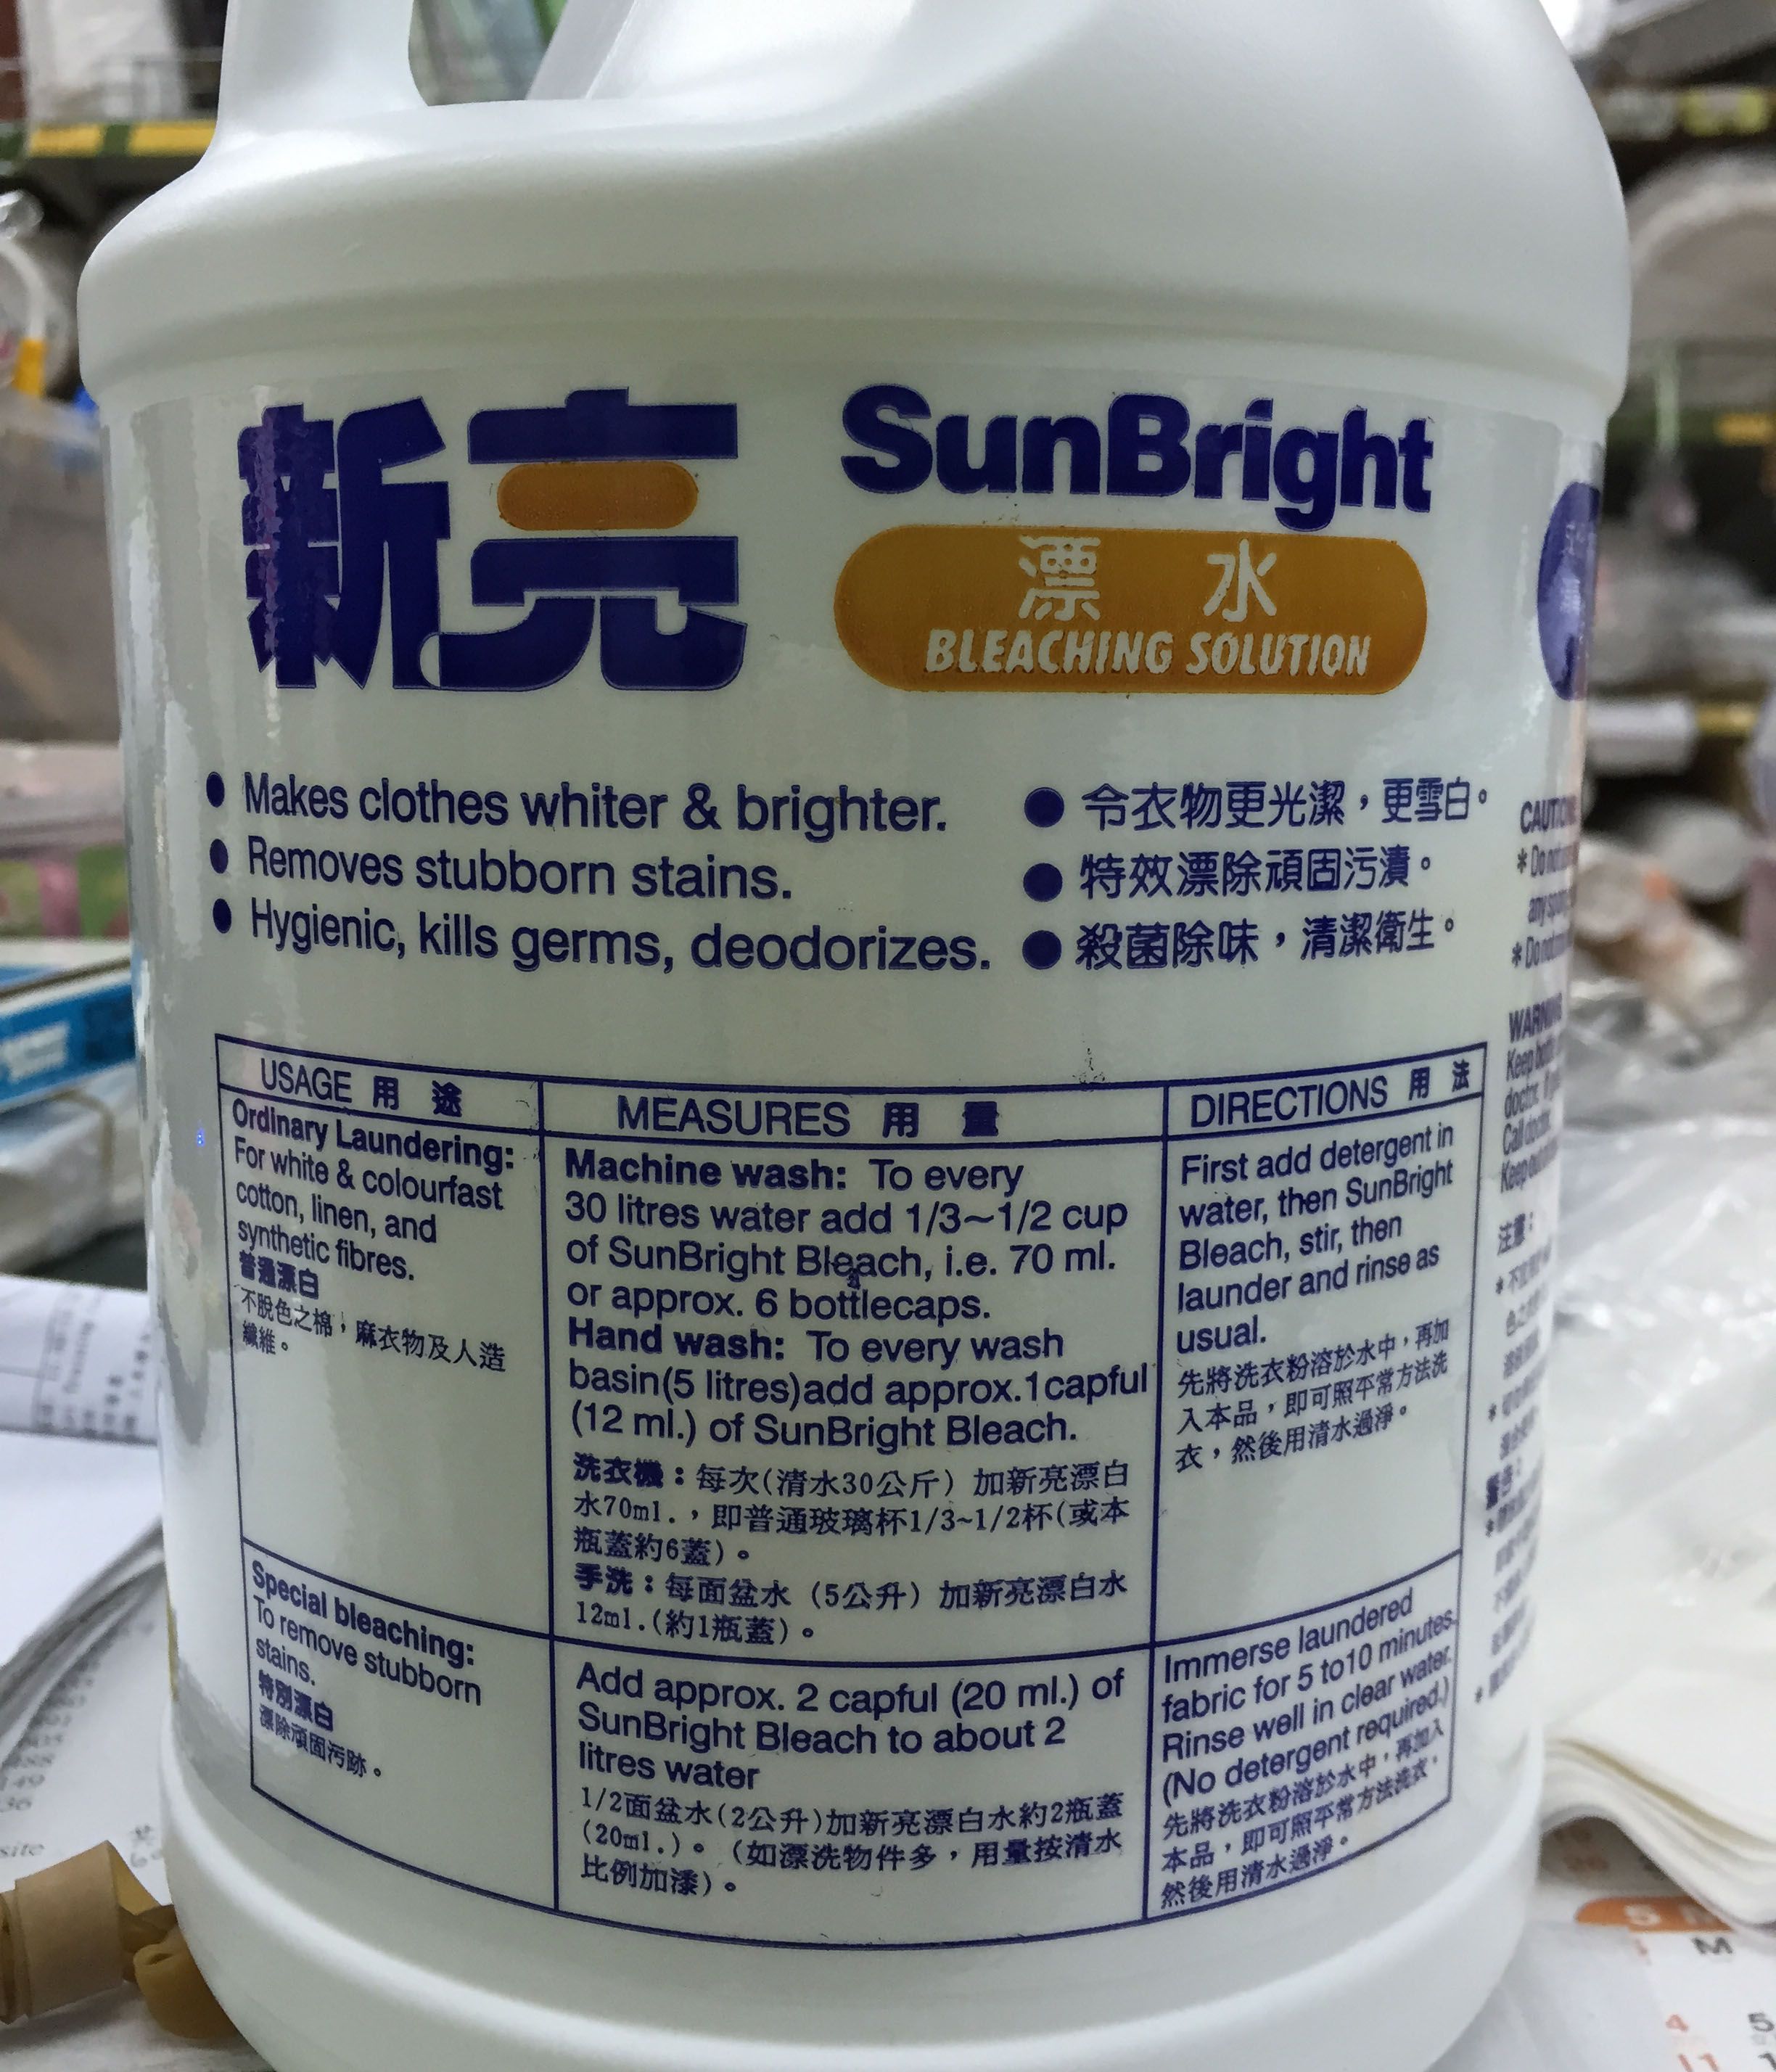 新亮
SunBright
漂 水
BLEACHING SOLUTION
● Makes clothes whiter & brighter.
● Removes stubborn stains.
● Hygienic, kills germs, deodorizes.
● 令衣物更光潔，更雪白。
● 特效漂除頑固污漬。
● 殺菌除味，清潔衛生。
USAGE 用 途
Ordinary Laundering:
For white & colourfast
cotton, linen, and
synthetic fibres.
普通漂白
不脫色之棉，麻衣物及人造
纖維。
MEASURES 用 量
Machine wash: To every
30 litres water add 1/3~1/2 cup
of SunBright Bleach, i.e. 70 ml.
or approx. 6 bottlecaps.
Hand wash: To every wash
basin(5 litres)add approx.1capful
(12 ml.) of SunBright Bleach.
洗衣機：每次(清水30公斤) 加新亮漂白
水70ml.，即普通玻璃杯1/3~1/2杯(或本
瓶蓋約6蓋)。
手洗：每面盆水 (5公升) 加新亮漂白水
12ml.(約1瓶蓋)。
DIRECTIONS 用 法
First add detergent in
water, then SunBright
Bleach, stir, then
launder and rinse as
usual.
先將洗衣粉溶於水中，再加
入本品，即可照平常方法洗
衣，然後用清水過淨。
Special bleaching:
To remove stubborn
stains.
特別漂白
漂除頑固污跡。
Add approx. 2 capful (20 ml.) of
SunBright Bleach to about 2
litres water
1/2面盆水(2公升)加新亮漂白水約2瓶蓋
(20ml.)。(如漂洗物件多，用量按清水
比例加)。
Immerse laundered
fabric for 5 to10 minutes.
Rinse well in clear water.
(No detergent required.)
先將洗衣粉溶於水中，再加入
本品，即可照平常方法洗衣，
然後用清水過淨。
CAUTION:
* Do not
any
* Do not
WARNING
Keep
doctor.
Call doctor.
Keep
注意：
5
M
4 5
11